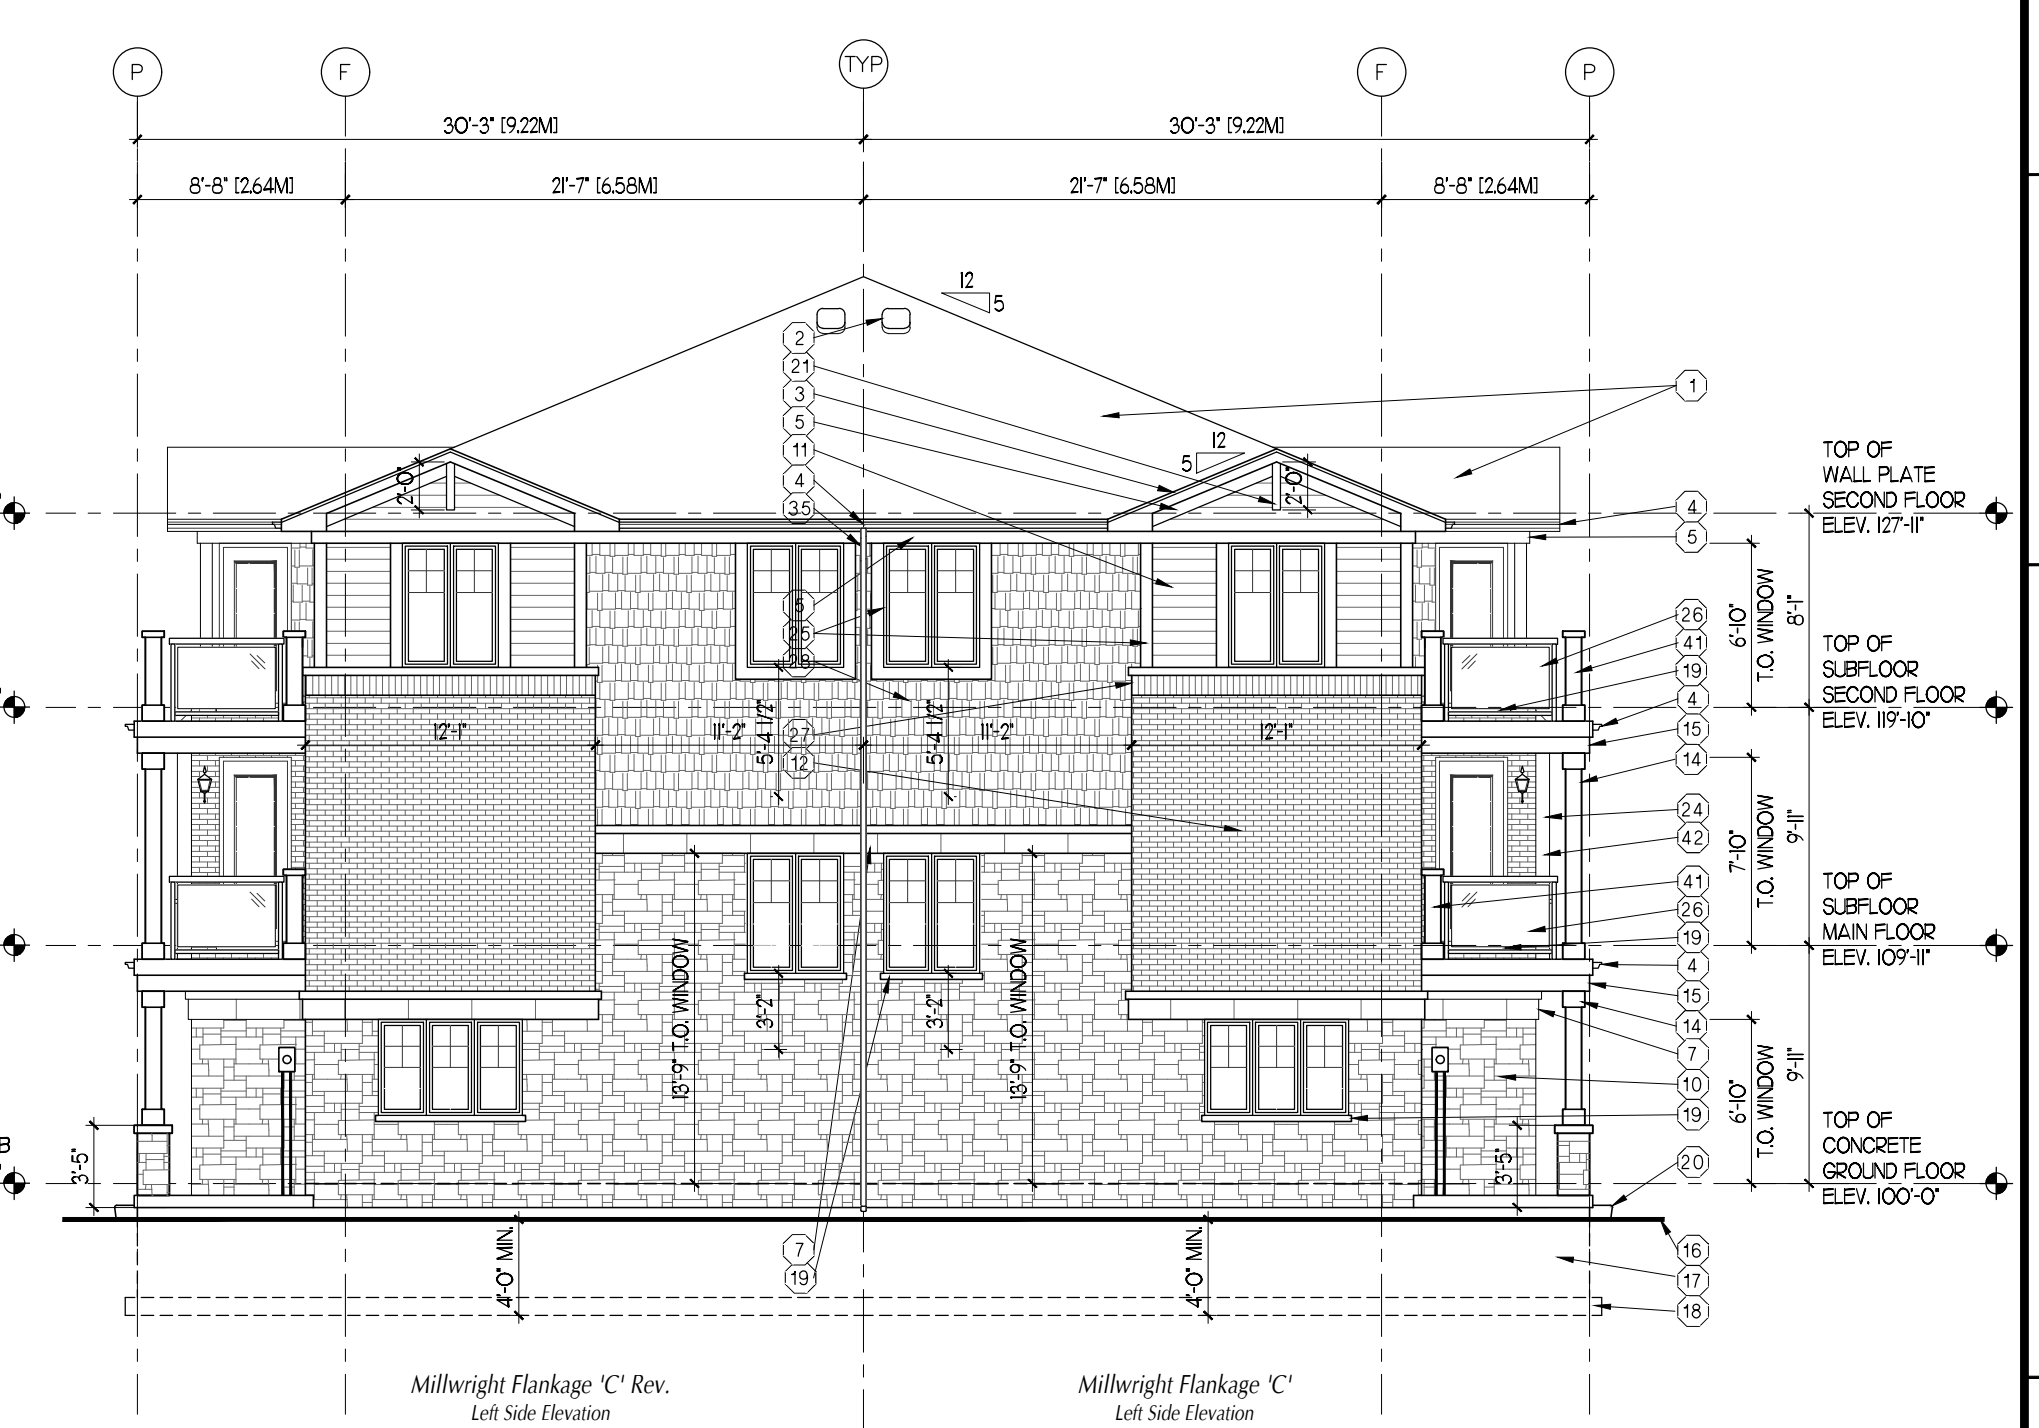 P
F
TYP
F
P
30'-3" [9.22M]
30'-3" [9.22M]
8'-8" [2.64M]
21'-7" [6.58M]
21'-7" [6.58M]
8'-8" [2.64M]
12
5
2
21
3
5
11
4
35
5
25
28
27
12
12
5
2'-0"
2'-0"
1
4
5
26
41
19
4
15
14
24
42
41
26
19
4
15
14
7
10
19
20
16
17
18
TOP OF
WALL PLATE
SECOND FLOOR
ELEV. 127'-11"
6'-10"
T.O. WINDOW
8'-1"
TOP OF
SUBFLOOR
SECOND FLOOR
ELEV. 119'-10"
7'-10"
T.O. WINDOW
9'-11"
TOP OF
SUBFLOOR
MAIN FLOOR
ELEV. 109'-11"
6'-10"
T.O. WINDOW
9'-11"
TOP OF
CONCRETE
GROUND FLOOR
ELEV. 100'-0"
12'-1"
11'-2"
5'-4 1/2"
5'-4 1/2"
11'-2"
12'-1"
13'-9" T.O. WINDOW
3'-2"
3'-2"
13'-9" T.O. WINDOW
B
3'-5"
3'-5"
4'-0" MIN.
7
19
4'-0" MIN.
Millwright Flankage 'C' Rev.
Left Side Elevation
Millwright Flankage 'C'
Left Side Elevation